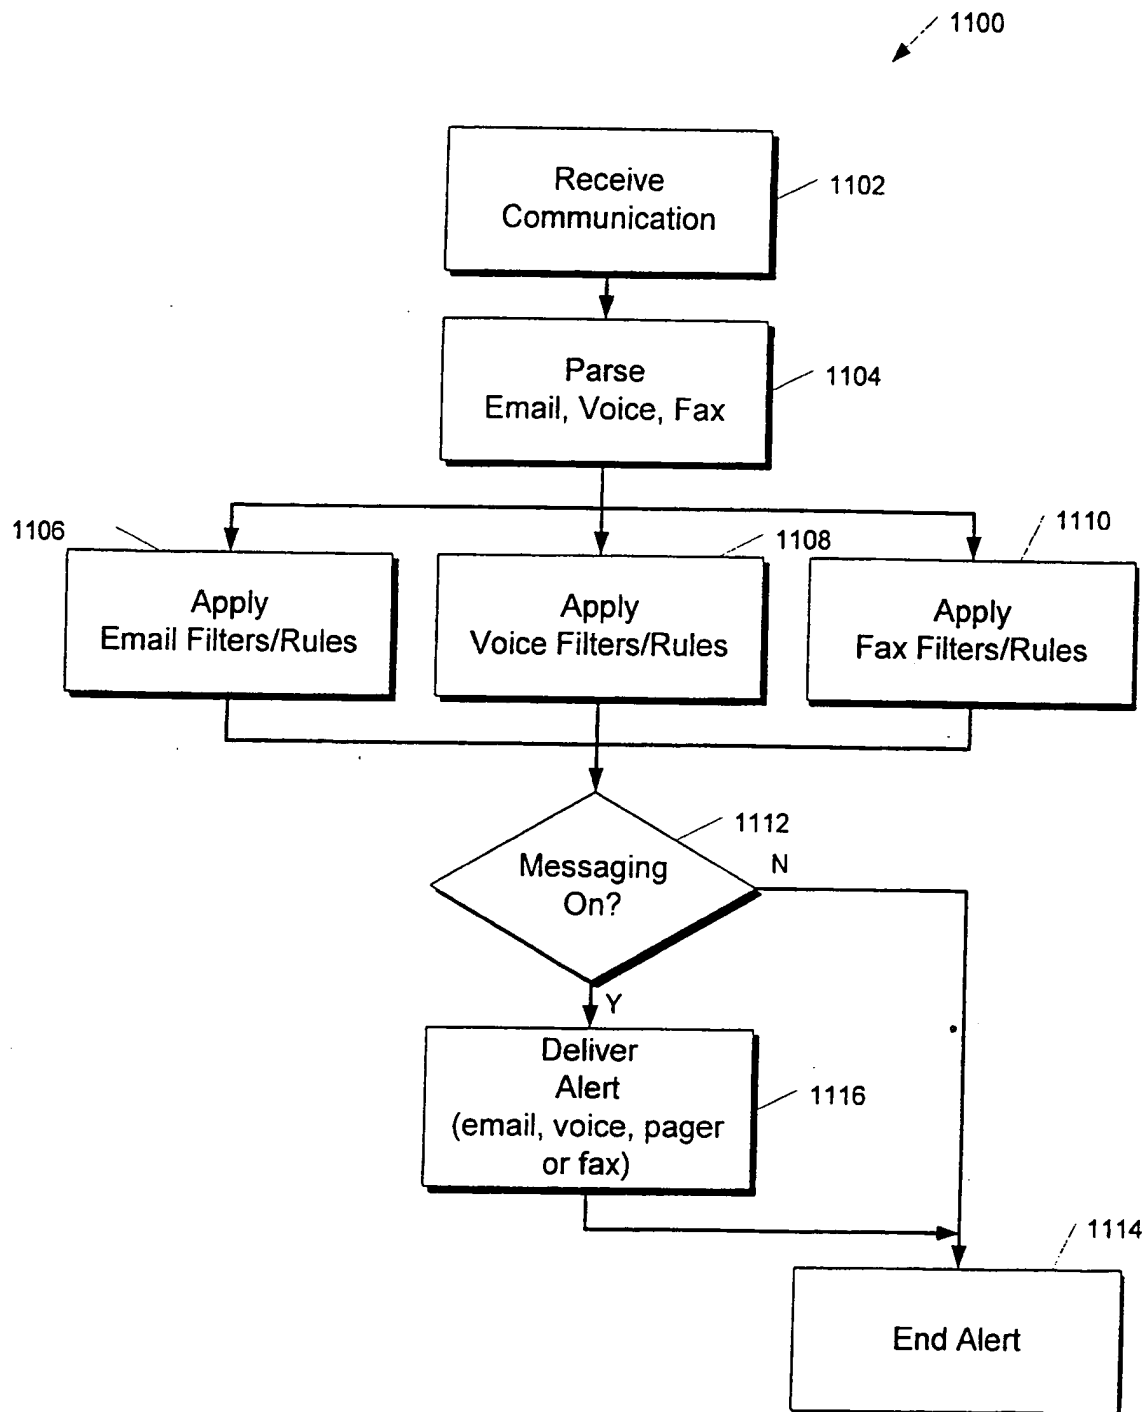 1100
Receive
Communication
1102
Parse
Email, Voice, Fax
1104
1106
1108
1110
Apply
Email Filters/Rules
Apply
Voice Filters/Rules
Apply
Fax Filters/Rules
1112
Messaging
On?
N
Y
Deliver
Alert
(email, voice, pager
or fax)
1116
1114
End Alert